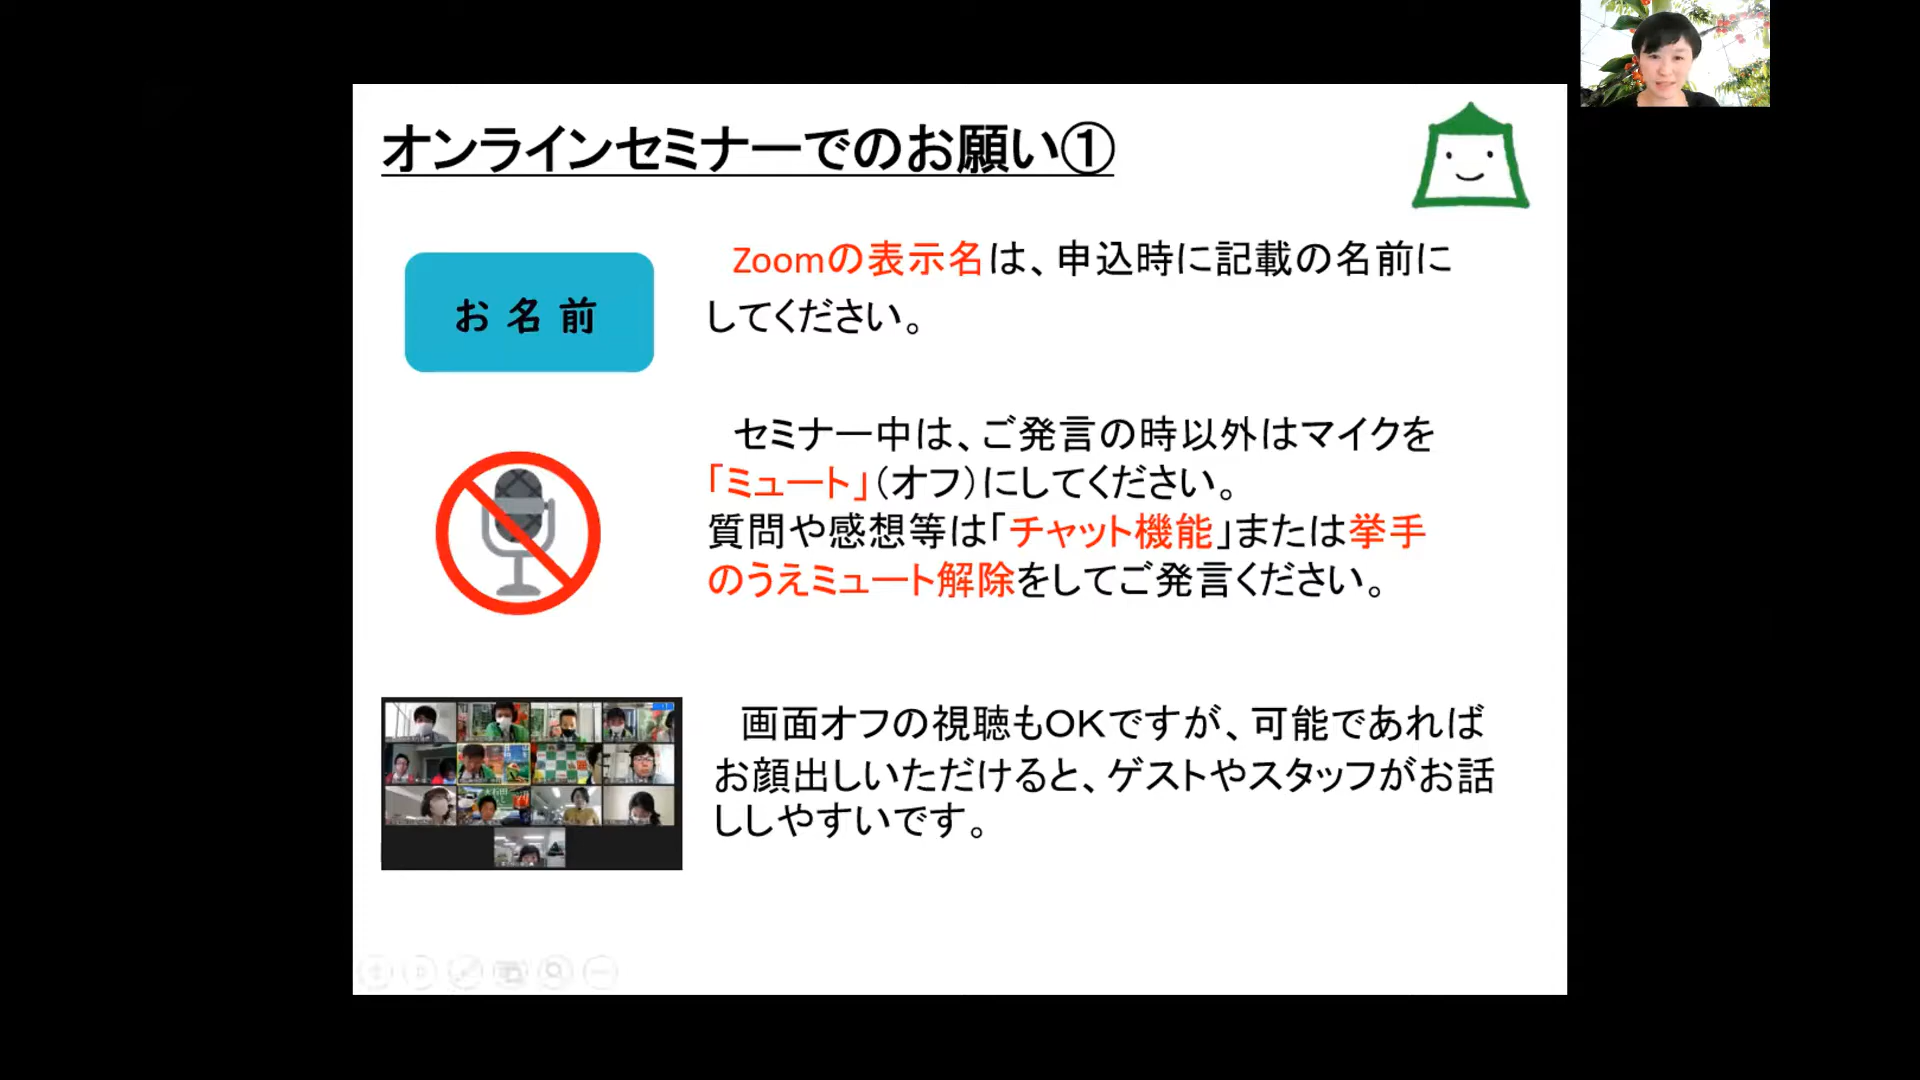 オンラインセミナーでのお願い①
お名前
Zoomの表示名は、申込時に記載の名前に
してください。
セミナー中は、ご発言の時以外はマイクを
「ミュート」（オフ）にしてください。
質問や感想等は「チャット機能」または挙手
のうえミュート解除をしてご発言ください。
画面オフの視聴もOKですが、可能であれば
お顔出しいただけると、ゲストやスタッフがお話
ししやすいです。